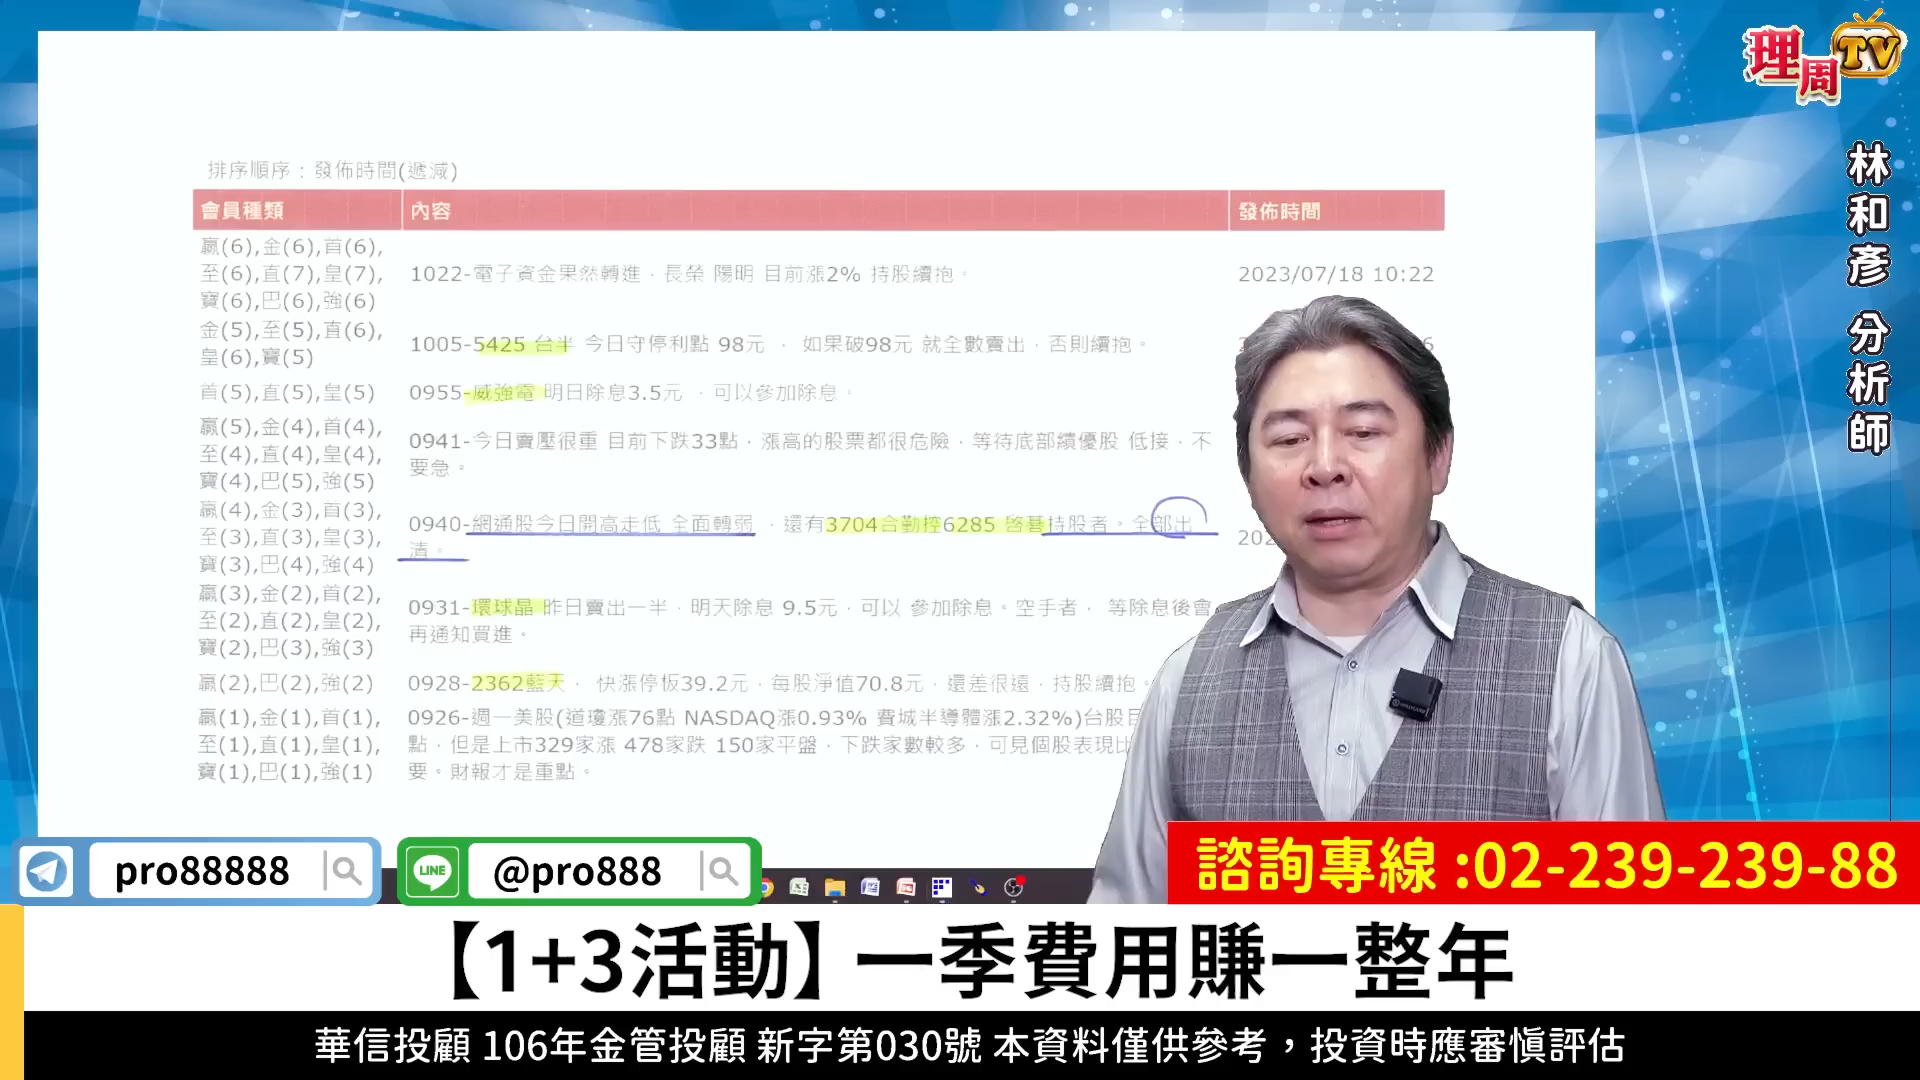 理周TV
林和彥 分析師
排序順序：發佈時間(遞減)
會員種類 內容 發佈時間
贏(6),金(6),首(6),
至(6),直(7),皇(7),
寶(6),巴(6),強(6)
1022-電子資金果然轉進，長榮 陽明 目前漲2% 持股續抱。
2023/07/18 10:22
金(5),至(5),直(6),
皇(6),寶(5)
1005-5425 台半 今日守停利點 98元 ， 如果破98元 就全數賣出，否則續抱。
首(5),直(5),皇(5)
0955-威強電 明日除息3.5元 ，可以參加除息。
贏(5),金(4),首(4),
至(4),直(4),皇(4),
寶(4),巴(5),強(5)
0941-今日賣壓很重 目前下跌33點，漲高的股票都很危險，等待底部績優股 低接，不
要急。
贏(4),金(3),首(3),
至(3),直(3),皇(3),
寶(3),巴(4),強(4)
0940-網通股今日開高走低 全面轉弱 ，還有3704合勤控6285 啓碁持股者。全部出
清。
202
贏(3),金(2),首(2),
至(2),直(2),皇(2),
寶(2),巴(3),強(3)
0931-環球晶 昨日賣出一半，明天除息 9.5元，可以 參加除息。空手者， 等除息後會
再通知買進。
贏(2),巴(2),強(2)
0928-2362藍天， 快漲停板39.2元，每股淨值70.8元，還差很遠，持股續抱。
贏(1),金(1),首(1),
至(1),直(1),皇(1),
寶(1),巴(1),強(1)
0926-週一美股(道瓊漲76點 NASDAQ漲0.93% 費城半導體漲2.32%)台股目
點，但是上市329家漲 478家跌 150家平盤，下跌家數較多，可見個股表現比
要。財報才是重點。
pro88888
LINE @pro888
諮詢專線:02-239-239-88
【1+3活動】一季費用賺一整年
華信投顧 106年金管投顧 新字第030號 本資料僅供參考，投資時應審慎評估